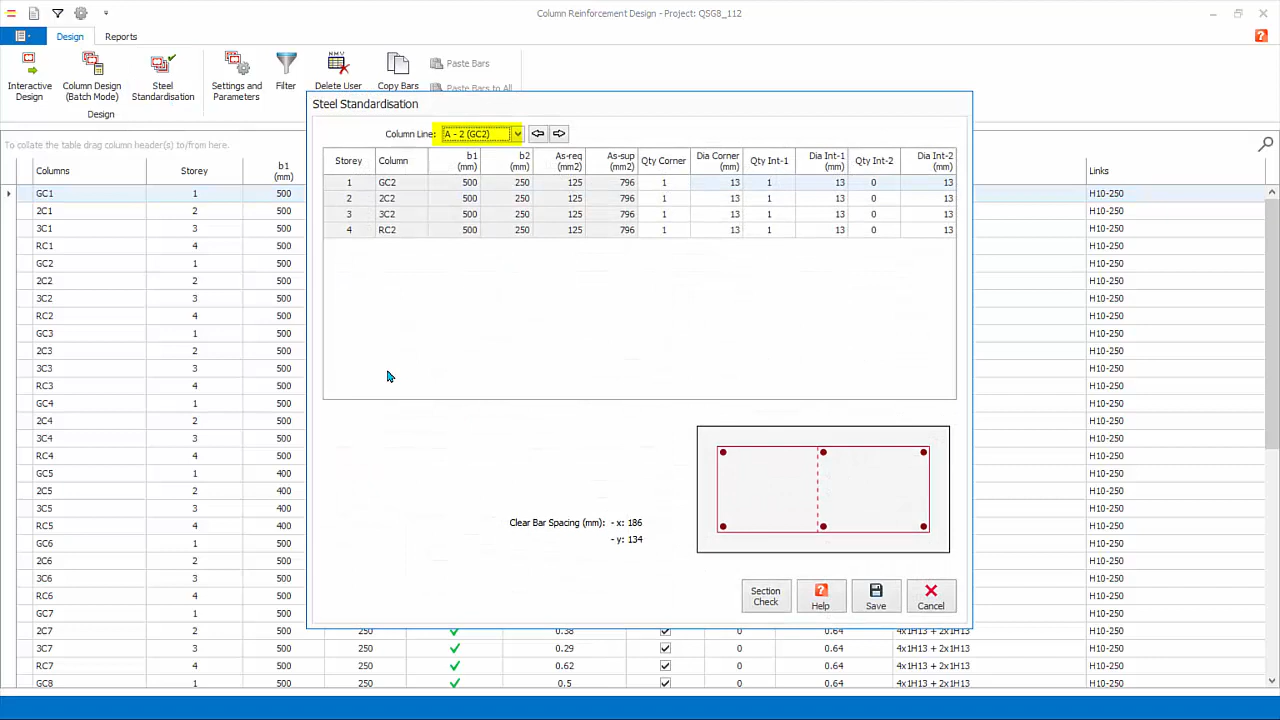 Column Reinforcement Design - Project: QSGB_112
Design Reports
Interactive Design
Column Design (Batch Mode)
Steel Standardisation
Settings and Parameters
Filter
Delete User
Copy Bars
Paste Bars
Paste Bars to All
Design
To collate the table drag column header(s) to/from here.
Columns Storey b1 (mm) Links
GC1 1 500 H10-250
2C1 2 500 H10-250
3C1 3 500 H10-250
RC1 4 500 H10-250
GC2 1 500 H10-250
2C2 2 500 H10-250
3C2 3 500 H10-250
RC2 4 500 H10-250
GC3 1 500 H10-250
2C3 2 500 H10-250
3C3 3 500 H10-250
RC3 4 500 H10-250
GC4 1 500 H10-250
2C4 2 500 H10-250
3C4 3 500 H10-250
RC4 4 500 H10-250
GC5 1 400 H10-250
2C5 2 400 H10-250
3C5 3 400 H10-250
RC5 4 400 H10-250
GC6 1 500 H10-250
2C6 2 500 H10-250
3C6 3 500 H10-250
RC6 4 500 H10-250
GC7 1 500 H10-250
2C7 2 500 250 0.38 0 0.64 4x1H13 + 2x1H13 H10-250
3C7 3 500 250 0.29 0 0.64 4x1H13 + 2x1H13 H10-250
RC7 4 500 250 0.62 0 0.64 4x1H13 + 2x1H13 H10-250
GC8 1 500 250 0.5 0 0.64 4x1H13 + 2x1H13 H10-250
Steel Standardisation
Column Line: A - 2 (GC2)
Storey Column b1 (mm) b2 (mm) As-req (mm2) As-sup (mm2) Qty Corner Dia Corner (mm) Qty Int-1 Dia Int-1 (mm) Qty Int-2 Dia Int-2 (mm)
1 GC2 500 250 125 796 1 13 1 13 0 13
2 2C2 500 250 125 796 1 13 1 13 0 13
3 3C2 500 250 125 796 1 13 1 13 0 13
4 RC2 500 250 125 796 1 13 1 13 0 13
Clear Bar Spacing (mm): - x: 186
- y: 134
Section Check
Help
Save
Cancel